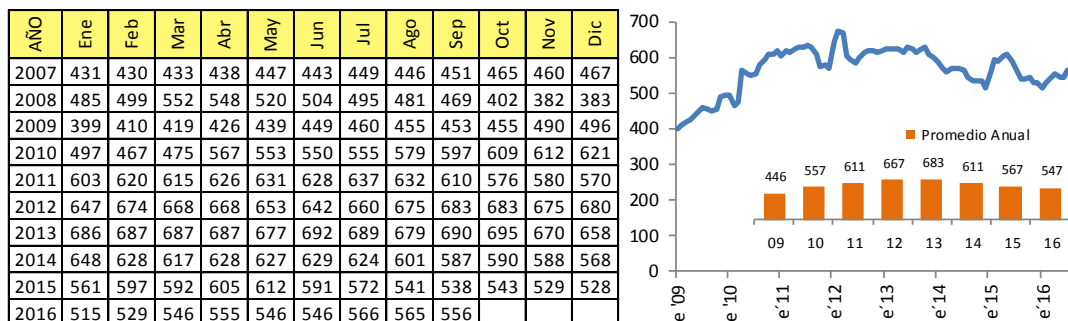 AÑO Ene Feb Mar Abr May Jun Jul Ago Sep Oct Nov Dic
2007 431 430 433 438 447 443 449 446 451 465 460 467
2008 485 499 552 548 520 504 495 481 469 402 382 383
2009 399 410 419 426 439 449 460 455 453 455 490 496
2010 497 467 475 567 553 550 555 579 597 609 612 621
2011 603 620 615 626 631 628 637 632 610 576 580 570
2012 647 674 668 668 653 642 660 675 683 683 675 680
2013 686 687 687 687 677 692 689 679 690 695 670 658
2014 648 628 617 628 627 629 624 601 587 590 588 568
2015 561 597 592 605 612 591 572 541 538 543 529 528
2016 515 529 546 555 546 546 566 565 556
700
600
500
400
300
200
100
0
Promedio Anual
446 557 611 667 683 611 567 547
09 10 11 12 13 14 15 16
e '09 e '10 e´11 e´12 e´13 e´14 e´15 e´16